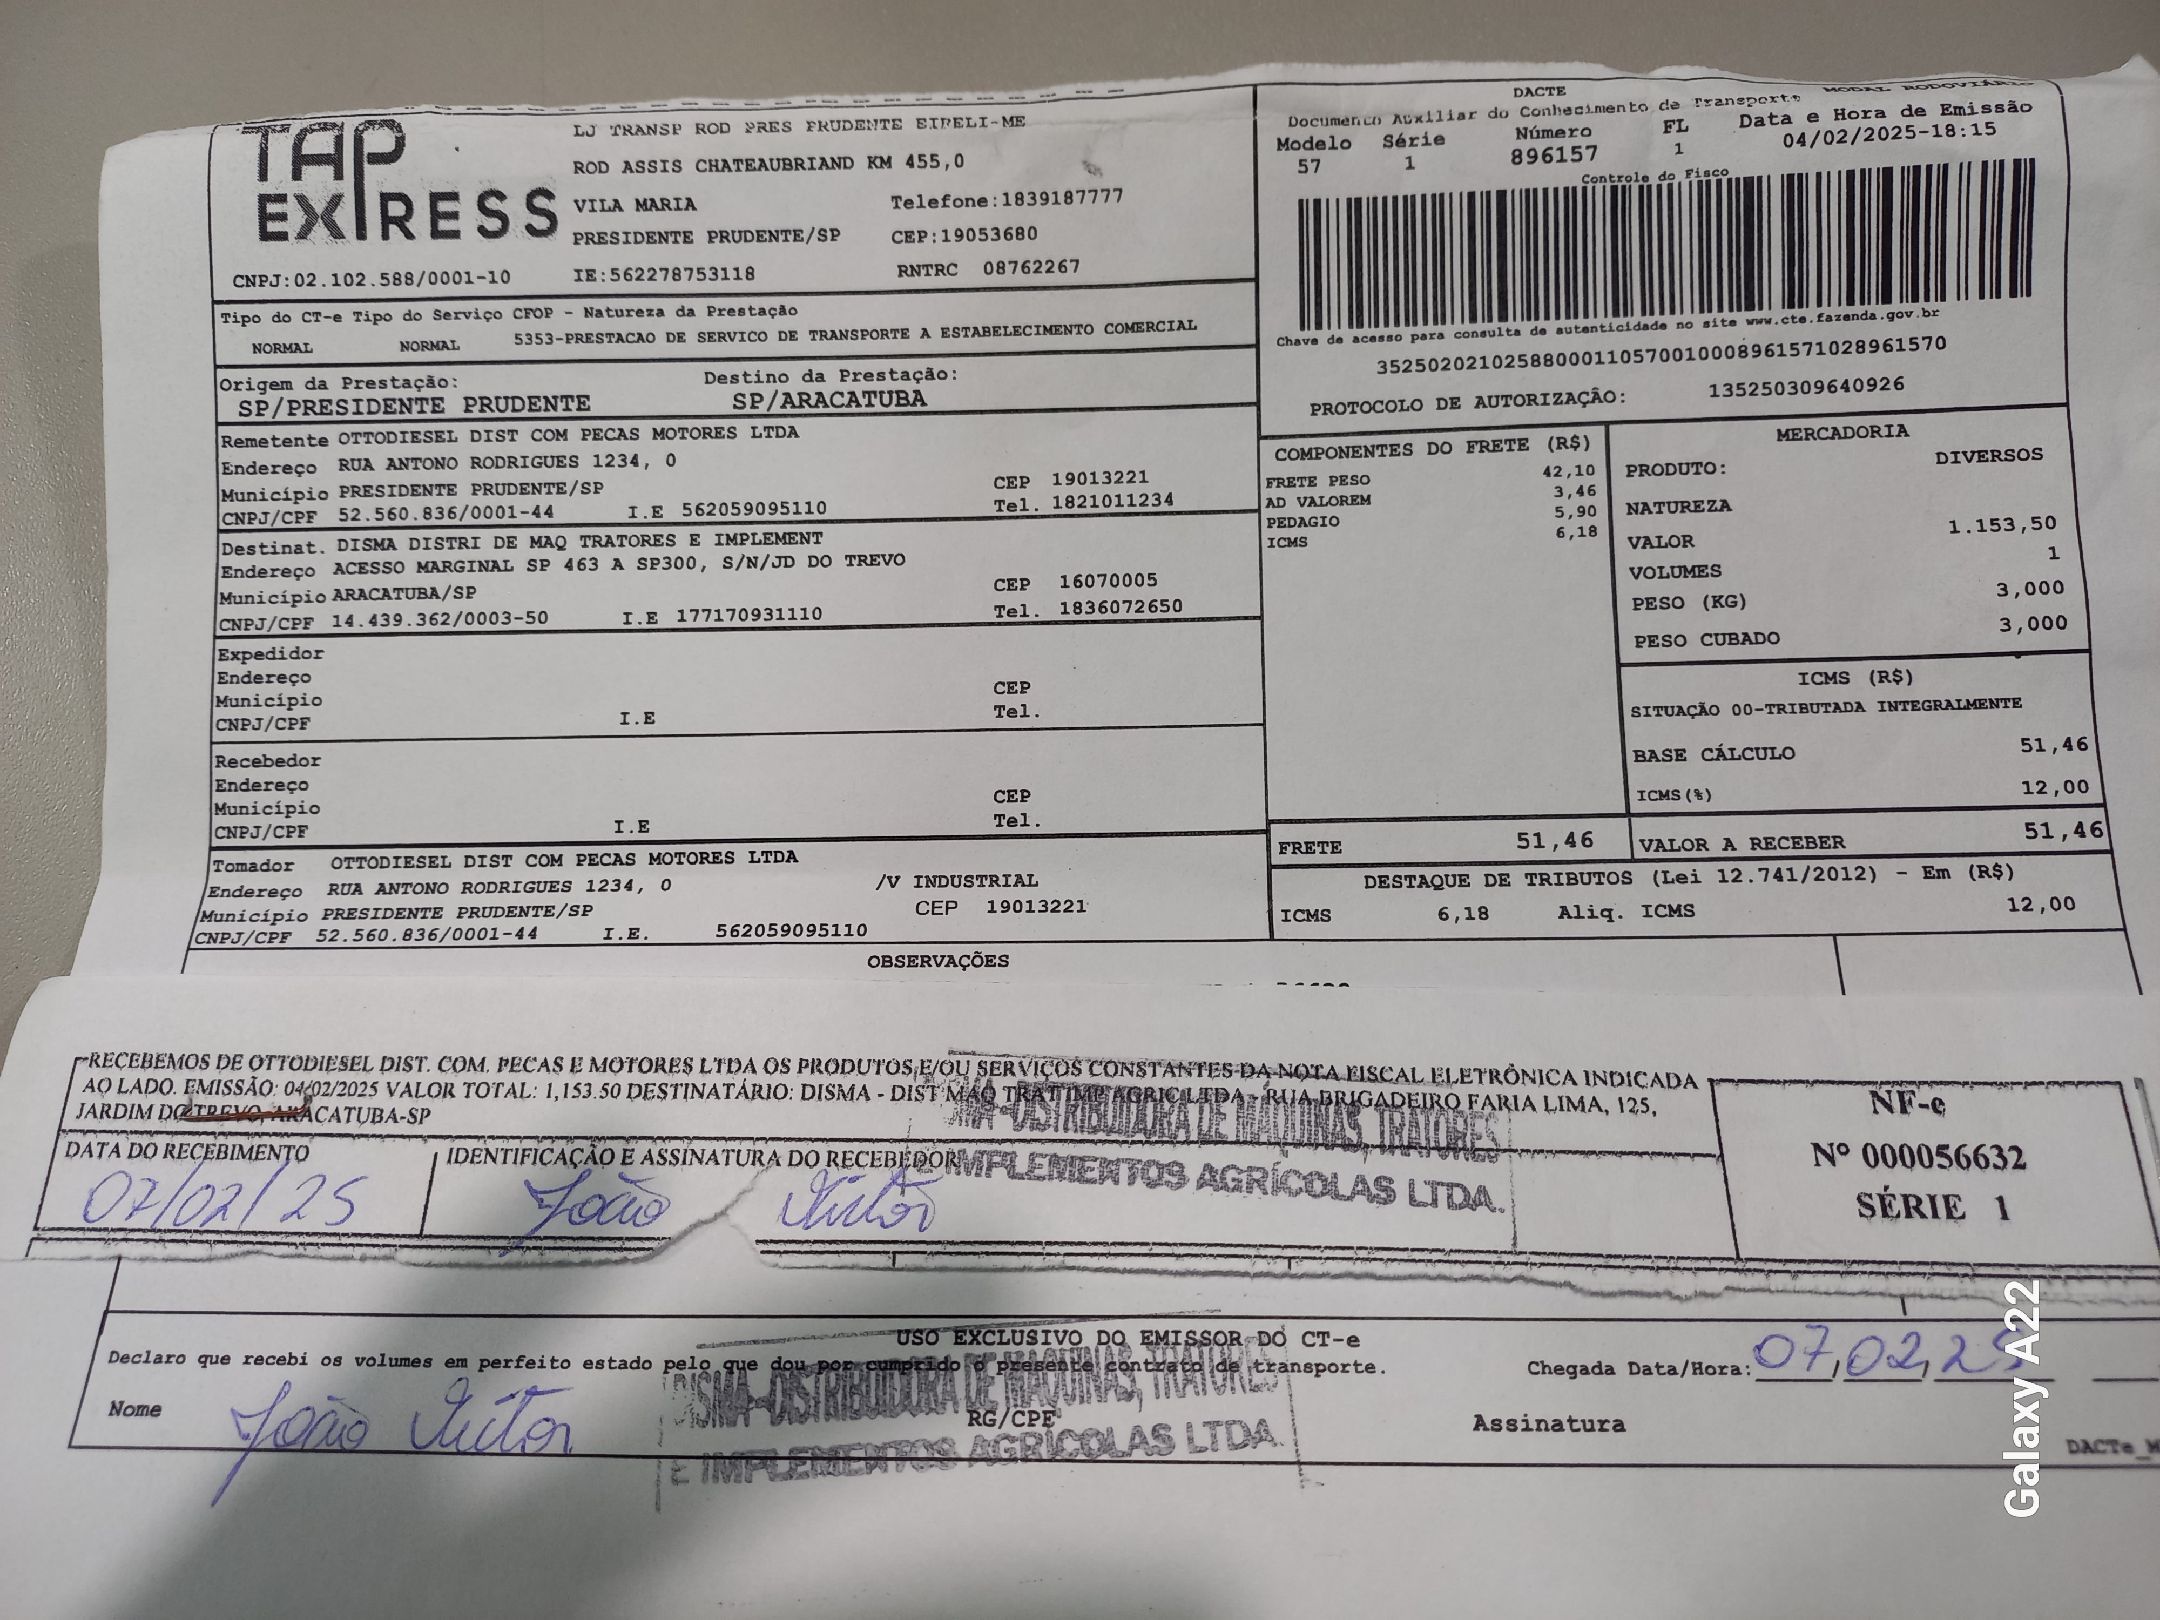 TAP
EXPRESS
LJ TRANSP ROD PRES PRUDENTE EIRELI-ME
ROD ASSIS CHATEAUBRIAND KM 455,0
VILA MARIA Telefone:1839187777
PRESIDENTE PRUDENTE/SP CEP:19053680
CNPJ:02.102.588/0001-10 IE:562278753118 RNTRC 08762267
DACTE
Documento Auxiliar do Conhecimento de Transporte MODAL RODOVIÁRIO
Modelo Série Número FL Data e Hora de Emissão
57 1 896157 1 04/02/2025-18:15
Controle do Fisco
Chave de acesso para consulta de autenticidade no site www.cte.fazenda.gov.br
35250202102588000110570010008961571028961570
PROTOCOLO DE AUTORIZAÇÃO: 135250309640926
Tipo do CT-e Tipo do Serviço CFOP - Natureza da Prestação
NORMAL NORMAL 5353-PRESTACAO DE SERVICO DE TRANSPORTE A ESTABELECIMENTO COMERCIAL
Origem da Prestação: Destino da Prestação:
SP/PRESIDENTE PRUDENTE SP/ARACATUBA
Remetente OTTODIESEL DIST COM PECAS MOTORES LTDA
Endereço RUA ANTONO RODRIGUES 1234, 0
Município PRESIDENTE PRUDENTE/SP CEP 19013221
CNPJ/CPF 52.560.836/0001-44 I.E 562059095110 Tel. 1821011234
Destinat. DISMA DISTRI DE MAQ TRATORES E IMPLEMENT
Endereço ACESSO MARGINAL SP 463 A SP300, S/N/JD DO TREVO
Município ARACATUBA/SP CEP 16070005
CNPJ/CPF 14.439.362/0003-50 I.E 177170931110 Tel. 1836072650
Expedidor
Endereço
Município CEP
CNPJ/CPF I.E Tel.
Recebedor
Endereço
Município CEP
CNPJ/CPF I.E Tel.
Tomador OTTODIESEL DIST COM PECAS MOTORES LTDA
Endereço RUA ANTONO RODRIGUES 1234, 0 /V INDUSTRIAL
Município PRESIDENTE PRUDENTE/SP CEP 19013221
CNPJ/CPF 52.560.836/0001-44 I.E. 562059095110
COMPONENTES DO FRETE (R$)
FRETE PESO 42,10
AD VALOREM 3,46
PEDAGIO 5,90
ICMS 6,18
MERCADORIA
PRODUTO: DIVERSOS
NATUREZA
VALOR 1.153,50
VOLUMES 1
PESO (KG) 3,000
PESO CUBADO 3,000
ICMS (R$)
SITUAÇÃO 00-TRIBUTADA INTEGRALMENTE
BASE CÁLCULO 51,46
ICMS(%) 12,00
FRETE 51,46 VALOR A RECEBER 51,46
DESTAQUE DE TRIBUTOS (Lei 12.741/2012) - Em (R$)
ICMS 6,18 Aliq. ICMS 12,00
OBSERVAÇÕES
RECEBEMOS DE OTTODIESEL DIST. COM. PECAS E MOTORES LTDA OS PRODUTOS E/OU SERVIÇOS CONSTANTES DA NOTA FISCAL ELETRÔNICA INDICADA
AO LADO. EMISSÃO: 04/02/2025 VALOR TOTAL: 1,153.50 DESTINATÁRIO: DISMA - DIST MAQ TRAT IMP AGRIC LTDA - RUA BRIGADEIRO FARIA LIMA, 125,
JARDIM DO TREVO, ARACATUBA-SP
DATA DO RECEBIMENTO IDENTIFICAÇÃO E ASSINATURA DO RECEBEDOR
07/02/25 João Victor
DISMA-DISTRIBUIDORA DE MÁQUINAS, TRATORES
E IMPLEMENTOS AGRÍCOLAS LTDA.
NF-e
Nº 000056632
SÉRIE 1
USO EXCLUSIVO DO EMISSOR DO CT-e
Declaro que recebi os volumes em perfeito estado pelo que dou por cumprido o presente contrato de transporte. Chegada Data/Hora: 07,02,25
Nome João Victor RG/CPF Assinatura
DISMA-DISTRIBUIDORA DE MÁQUINAS, TRATORES
E IMPLEMENTOS AGRÍCOLAS LTDA.
DACTe_M
Galaxy A22